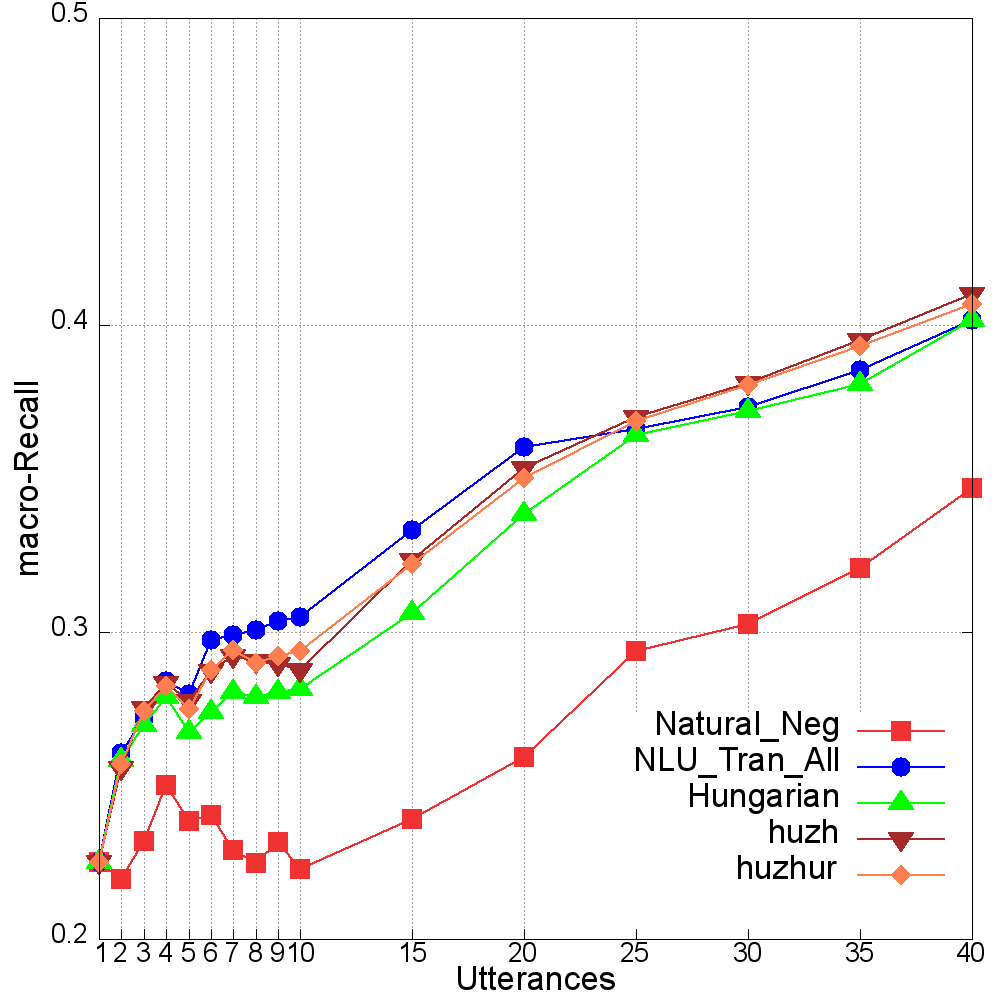 0.5
0.4
0.3
0.2
macro-Recall
Natural_Neg
NLU_Tran_All
Hungarian
huzh
huzhur
1 2 3 4 5 6 7 8 9 10 15 20 25 30 35 40
Utterances